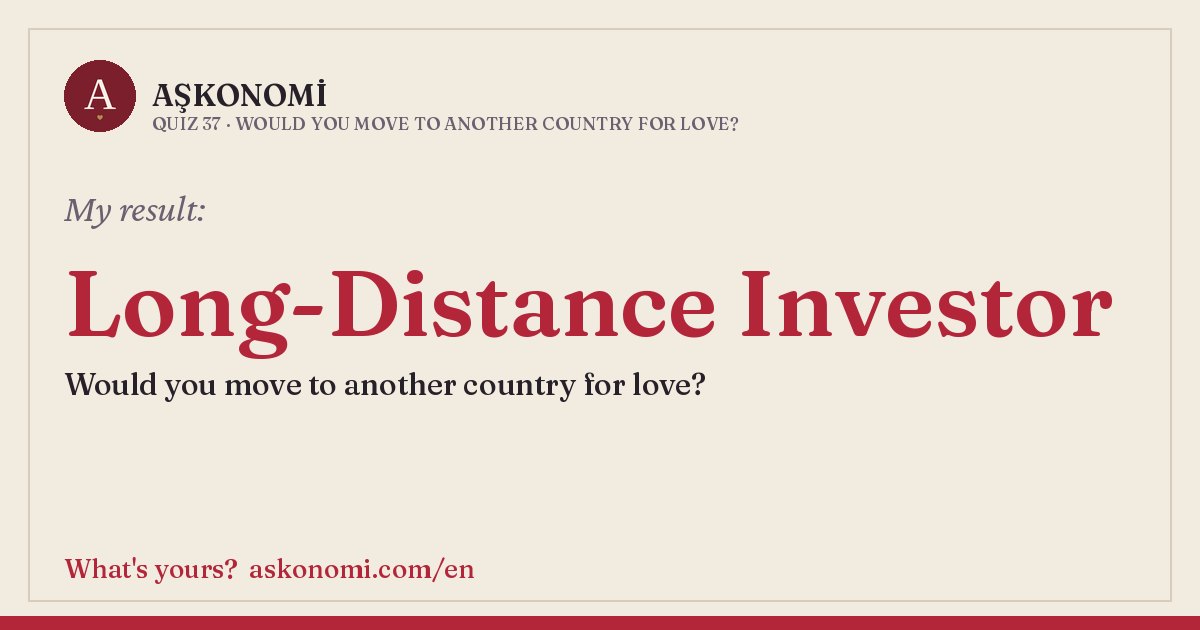 A
AŞKONOMİ
QUIZ 37 · WOULD YOU MOVE TO ANOTHER COUNTRY FOR LOVE?
My result:
Long-Distance Investor
Would you move to another country for love?
What's yours? askonomi.com/en